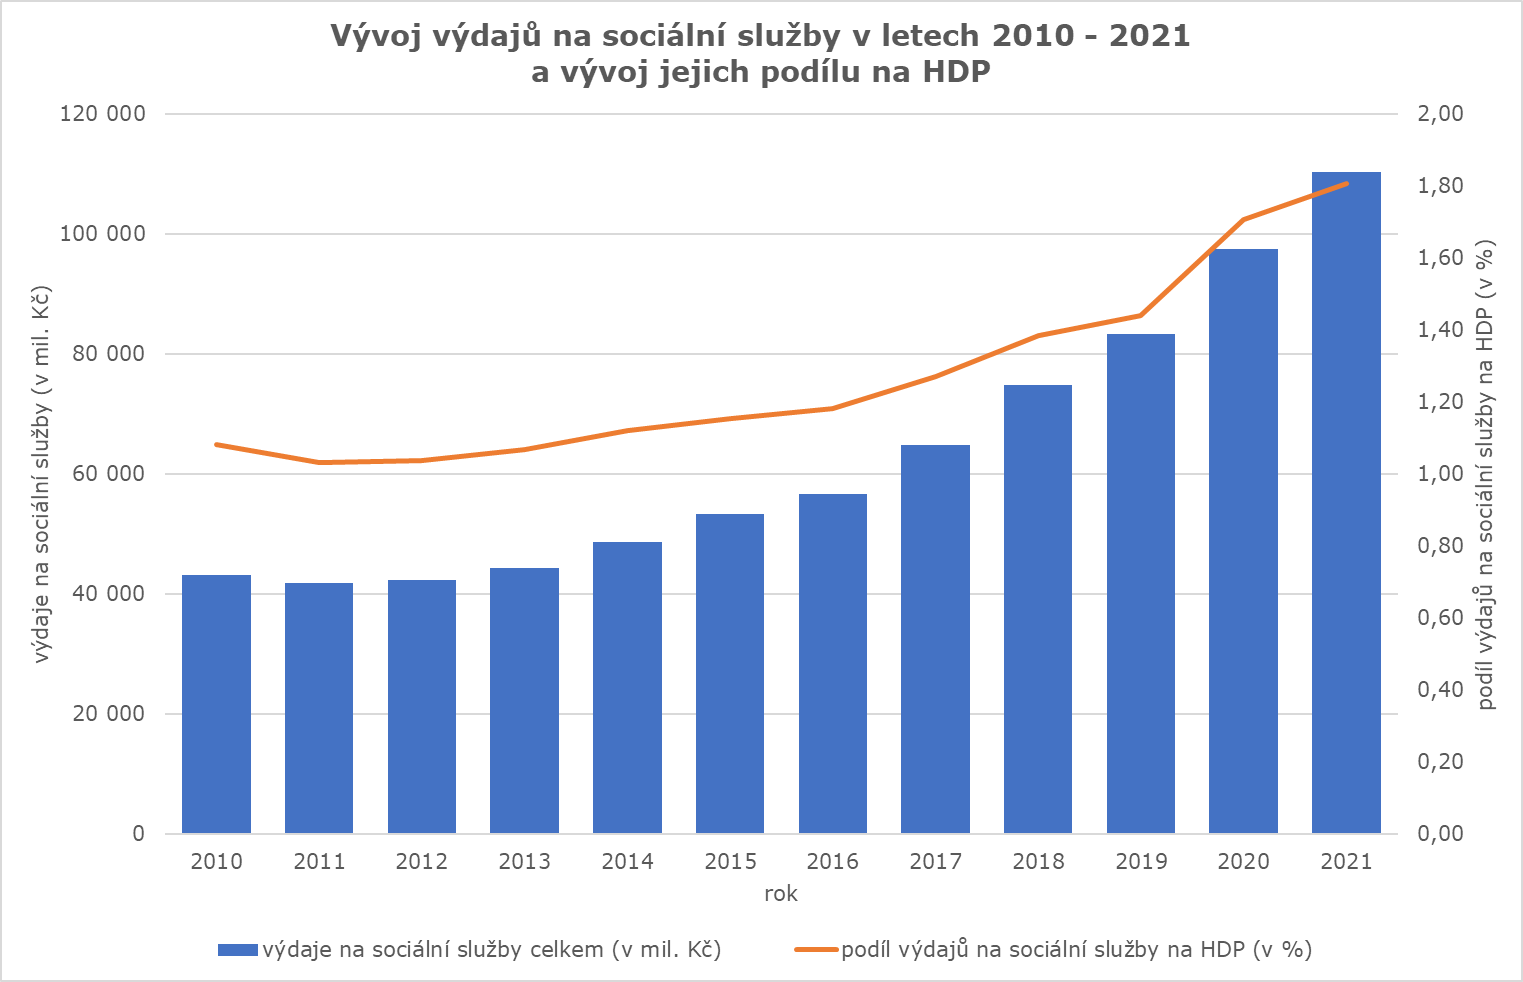 Vývoj výdajů na sociální služby v letech 2010 - 2021
a vývoj jejich podílu na HDP
120 000
100 000
80 000
60 000
40 000
20 000
0
výdaje na sociální služby (v mil. Kč)
2,00
1,80
1,60
1,40
1,20
1,00
0,80
0,60
0,40
0,20
0,00
podíl výdajů na sociální služby na HDP (v %)
2010 2011 2012 2013 2014 2015 2016 2017 2018 2019 2020 2021
rok
výdaje na sociální služby celkem (v mil. Kč) podíl výdajů na sociální služby na HDP (v %)